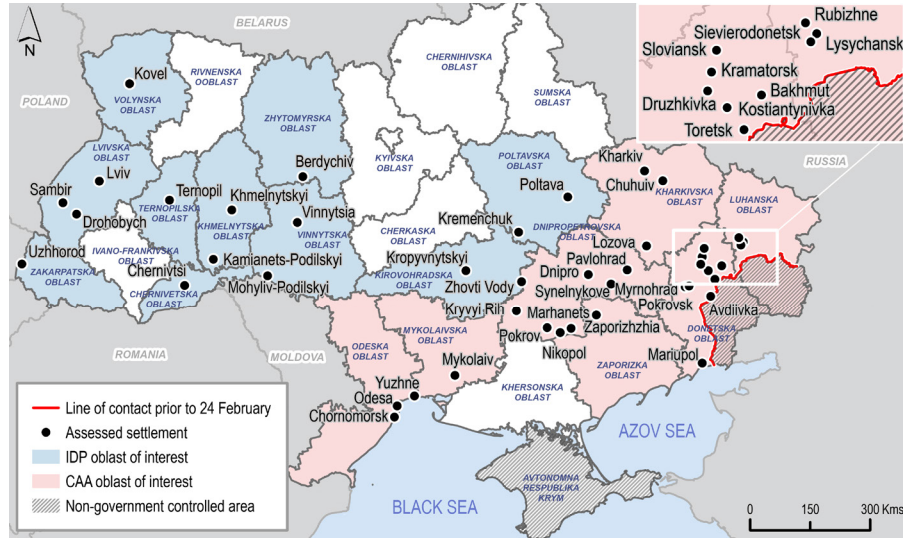 BELARUS
N
Kovel
RIVNENSKA
OOBLAST
CHERNIHIVSKA
OBLAST
SUMSKA
OBLAST
POLAND
VOLYNSKA
OBLAST
ZHYTOMYRSKA
OBLAST
KYIVSKA
OBLAST
LVIVSKA
OBLAST
Lviv
Berdychiv
POLTAVSKA
OBLAST
Kharkiv
RUSSIA
Sambir
Ternopil
Khmelnytskyi
Poltava
Chuhuiv
KHARKIVSKA
OBLAST
LUHANSKA
OBLAST
Drohobych
TERNOPILSKA
OBLAST
KHMELNYTSKA
OBLAST
Vinnytsia
VINNYTSKA
OBLAST
CHERKASKA
OBLAST
Kremenchuk
DNIPROPETROVSKA
OBLAST
Uzhhorod
IVANO-FRANKIVSKA
OBLAST
Lozova
ZAKARPATSKA
OBLAST
Chernivtsi
Kamianets-Podilskyi
Kropyvnytskyi
Pavlohrad
Dnipro
CHERNIVETSKA
OBLAST
Mohyliv-Podilskyi
KIROVOHRADSKA
OBLAST
Zhovti Vody
Synelnykove
Myrnohrad
Pokrovsk
Kryvyi Rih
Marhanets
Avdiivka
ROMANIA
MOLDOVA
ODESKA
OBLAST
MYKOLAIVSKA
OBLAST
Pokrov
Zaporizhzhia
DONETSKA
OBLAST
Nikopol
Mykolaiv
ZAPORIZKA
OBLAST
Mariupol
Yuzhne
Odesa
Chornomorsk
KHERSONSKA
OBLAST
AZOV SEA
AVTONOMNA
RESPUBLIKA
KRYM
BLACK SEA
Rubizhne
Sievierodonetsk
Sloviansk
Lysychansk
Kramatorsk
Bakhmut
Druzhkivka
Kostiantynivka
Toretsk
Line of contact prior to 24 February
Assessed settlement
IDP oblast of interest
CAA oblast of interest
Non-government controlled area
0 150 300 Kms